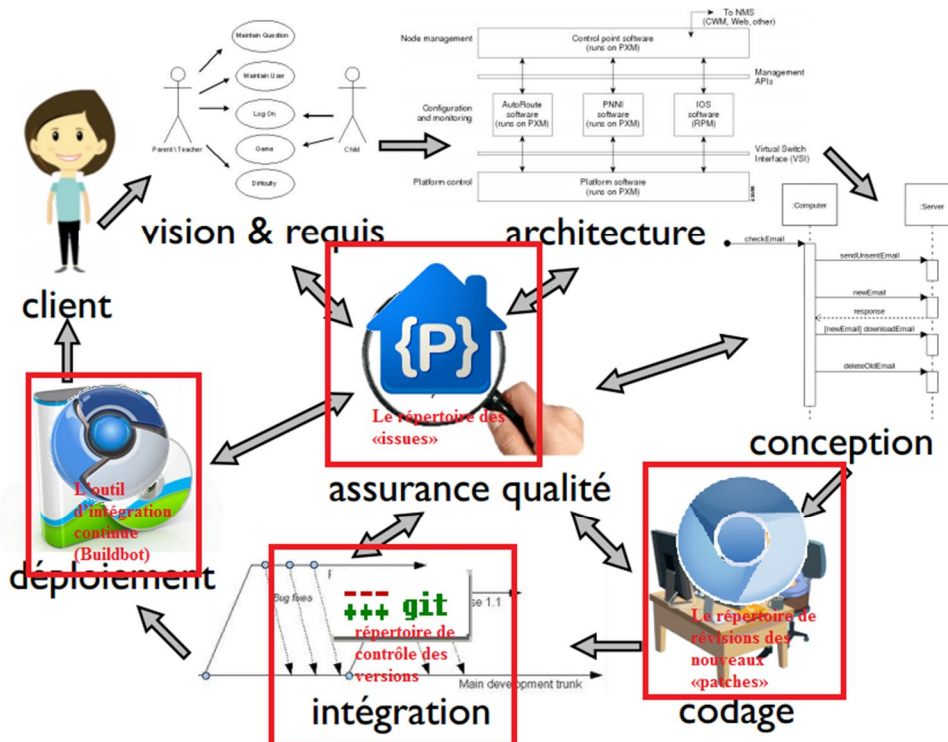 To NMS
(CWM, Web, other)
Node management
Control point software
(runs on PXM)
Management
APIs
Maintain Question
Maintain User
Log On
Game
Difficulty
Parent\Teacher
Child
Configuration
and monitoring
AutoRoute
software
(runs on PXM)
PNNI
software
(runs on PXM)
IOS
software
(RPM)
Virtual Switch
Interface (VSI)
Platform control
Platform software
(runs on PXM)
vision & requis
architecture
:Computer
:Server
checkEmail
sendUnsentEmail
newEmail
response
[newEmail] downloadEmail
deleteOldEmail
client
{P}
Le répertoire des
«issues»
conception
assurance qualité
L'outil
d'intégration
continue
(Buildbot)
déploiement
Bug fixes
git
se 1.1
répertoire de
contrôle des
versions
Main development trunk
intégration
Le répertoire de
révisions des
nouveaux
«patches»
codage